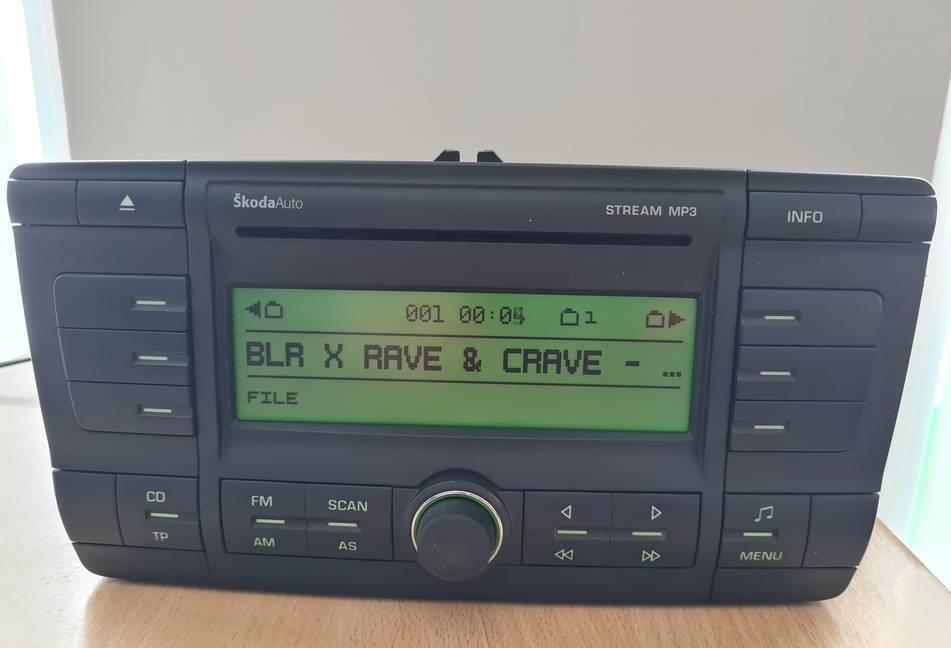 ŠkodaAuto
STREAM MP3
INFO
001 00:04 1
BLR X RAVE & CRAVE - ...
FILE
CD
TP
FM
AM
SCAN
AS
MENU